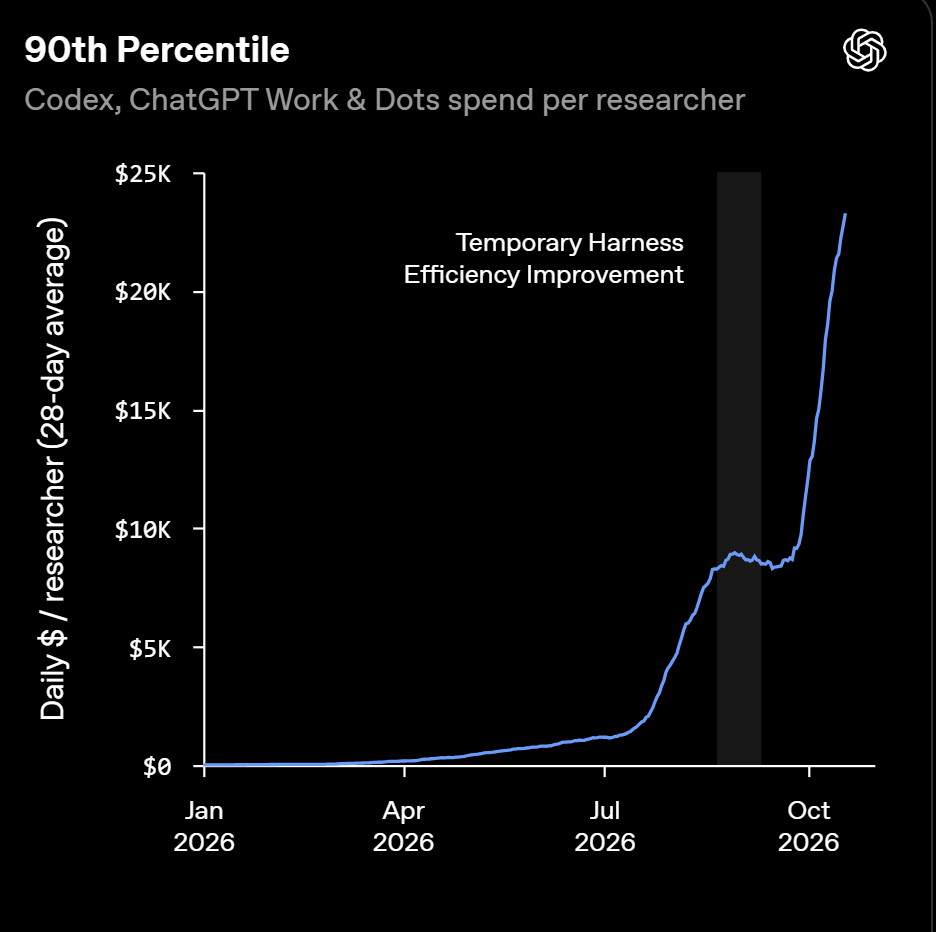 90th Percentile
Codex, ChatGPT Work & Dots spend per researcher
Daily $ / researcher (28-day average)
$25K
$20K
$15K
$10K
$5K
$0
Temporary Harness
Efficiency Improvement
Jan
2026
Apr
2026
Jul
2026
Oct
2026